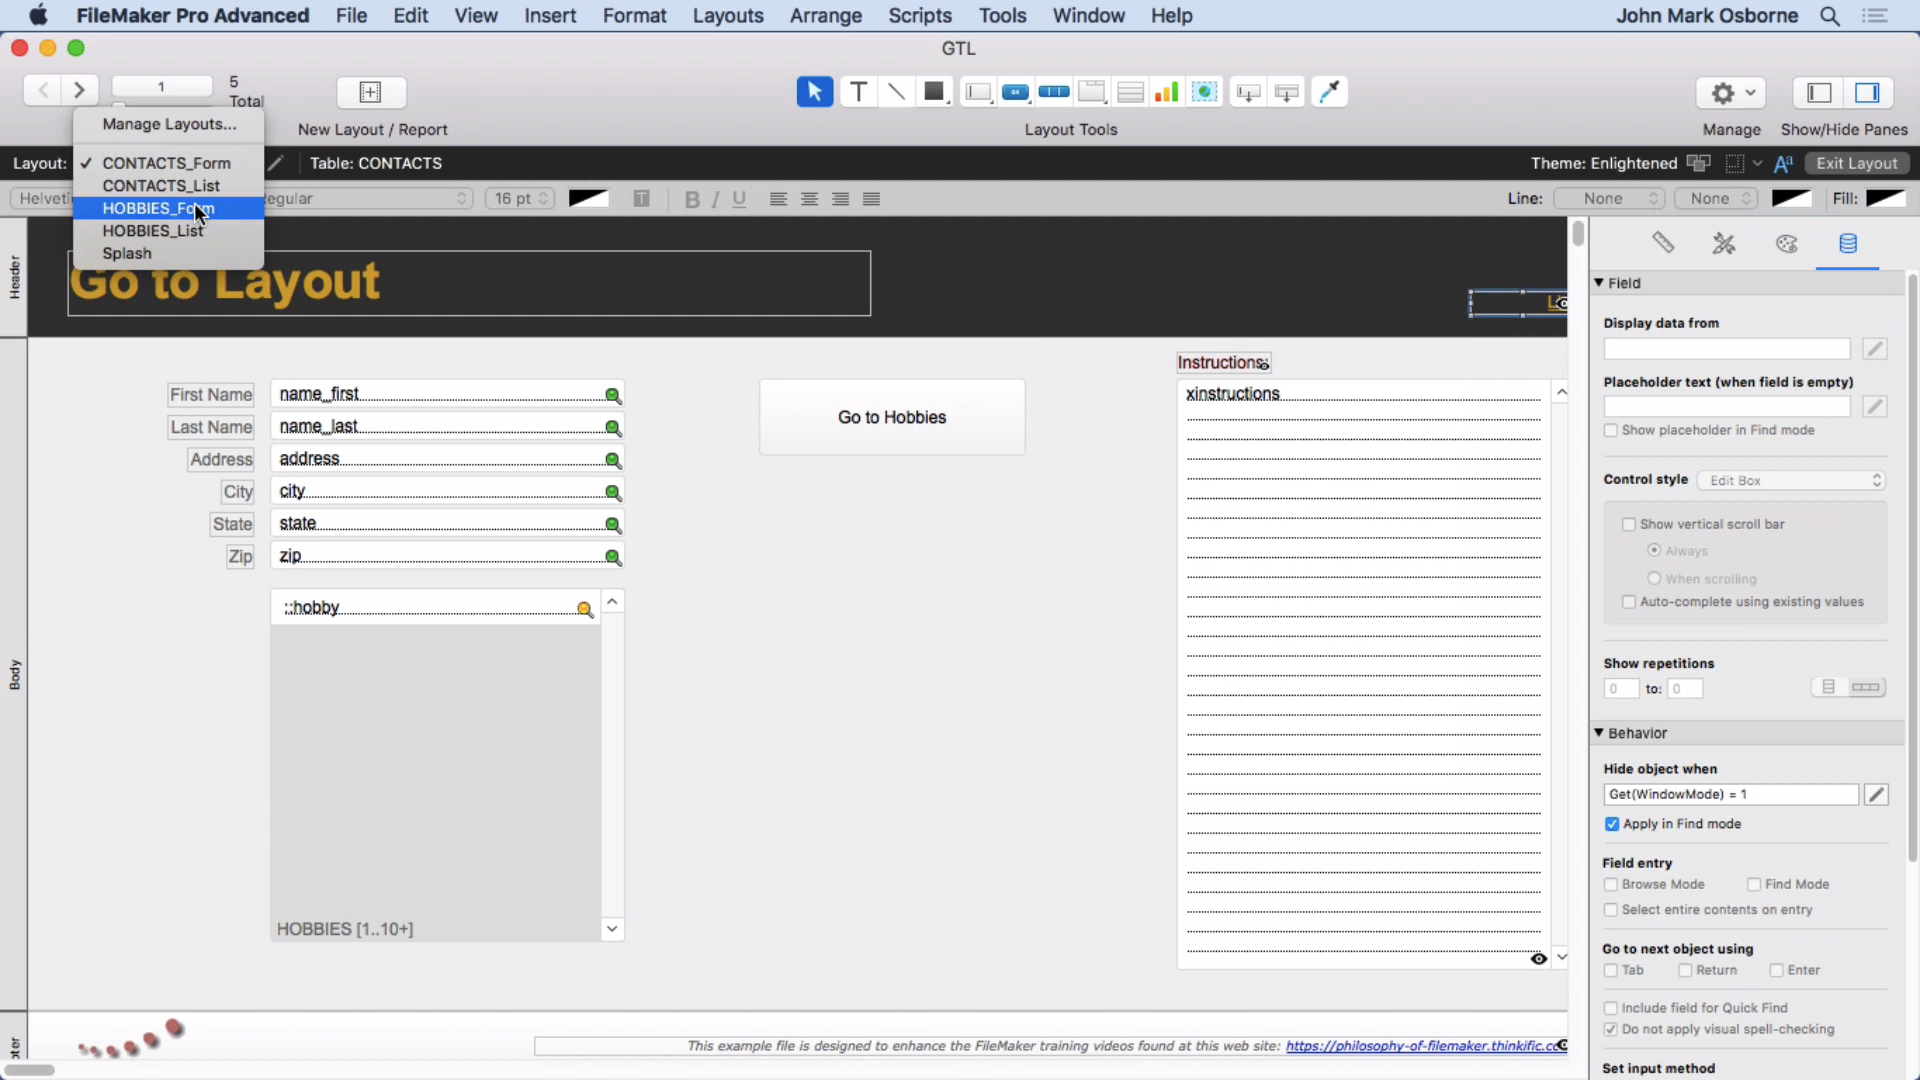 FileMaker Pro Advanced File Edit View Insert Format Layouts Arrange Scripts Tools Window Help John Mark Osborne
GTL
1
5
Total
New Layout / Report
Layout Tools
Manage
Show/Hide Panes
Manage Layouts...
Layout:
✓ CONTACTS_Form
Table: CONTACTS
Theme: Enlightened
Exit Layout
CONTACTS_List
HOBBIES_Form
HOBBIES_List
Splash
16 pt
B I U
Line: None None Fill:
Header
Go to Layout
Body
Instructions:
First Name name_first
Last Name name_last
Address address
City city
State state
Zip zip
::hobby
HOBBIES [1..10+]
Go to Hobbies
xinstructions
This example file is designed to enhance the FileMaker training videos found at this web site:
Field
Display data from
Placeholder text (when field is empty)
Show placeholder in Find mode
Control style Edit Box
Show vertical scroll bar
Always
When scrolling
Auto-complete using existing values
Show repetitions
0 to: 0
Behavior
Hide object when
Get(WindowMode) = 1
Apply in Find mode
Field entry
Browse Mode Find Mode
Select entire contents on entry
Go to next object using
Tab Return Enter
Include field for Quick Find
Do not apply visual spell-checking
Set input method